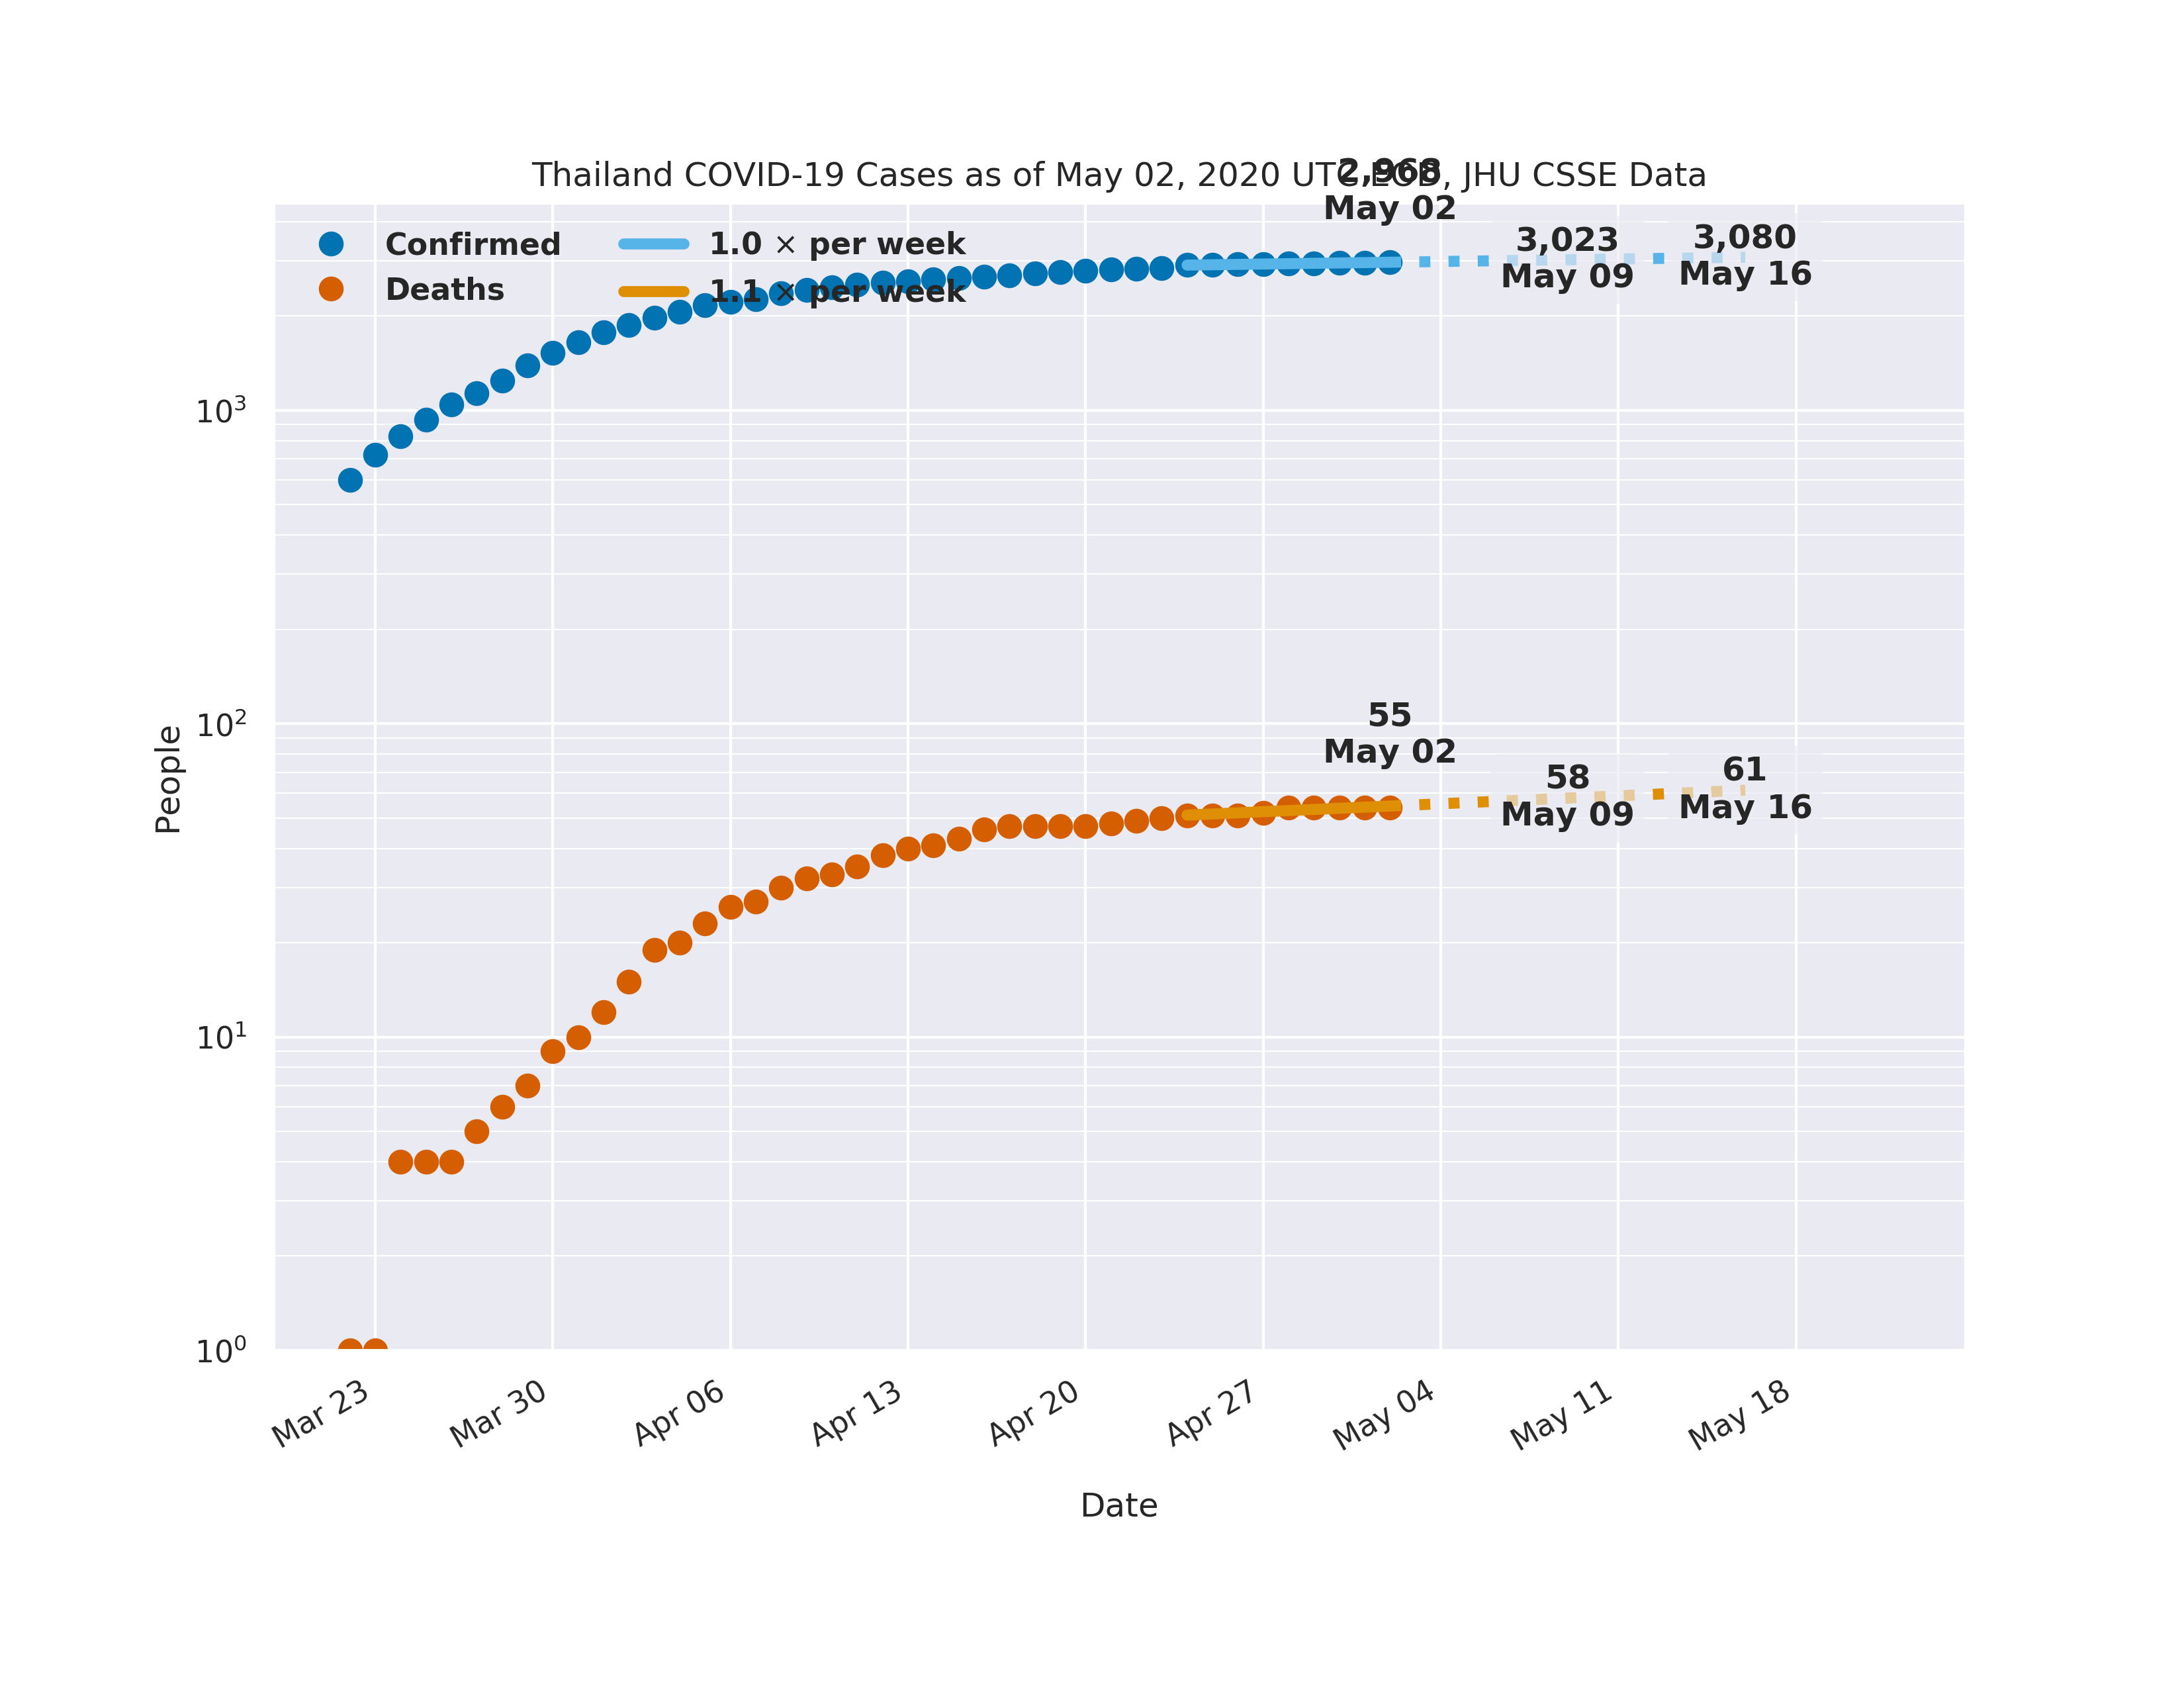 Thailand COVID-19 Cases as of May 02, 2020 UTC EOD, JHU CSSE Data
2,968
May 02
3,023
May 09
3,080
May 16
Confirmed
Deaths
1.0 × per week
1.1 × per week
55
May 02
58
May 09
61
May 16
People
10³
10²
10¹
10⁰
Mar 23
Mar 30
Apr 06
Apr 13
Apr 20
Apr 27
May 04
May 11
May 18
Date